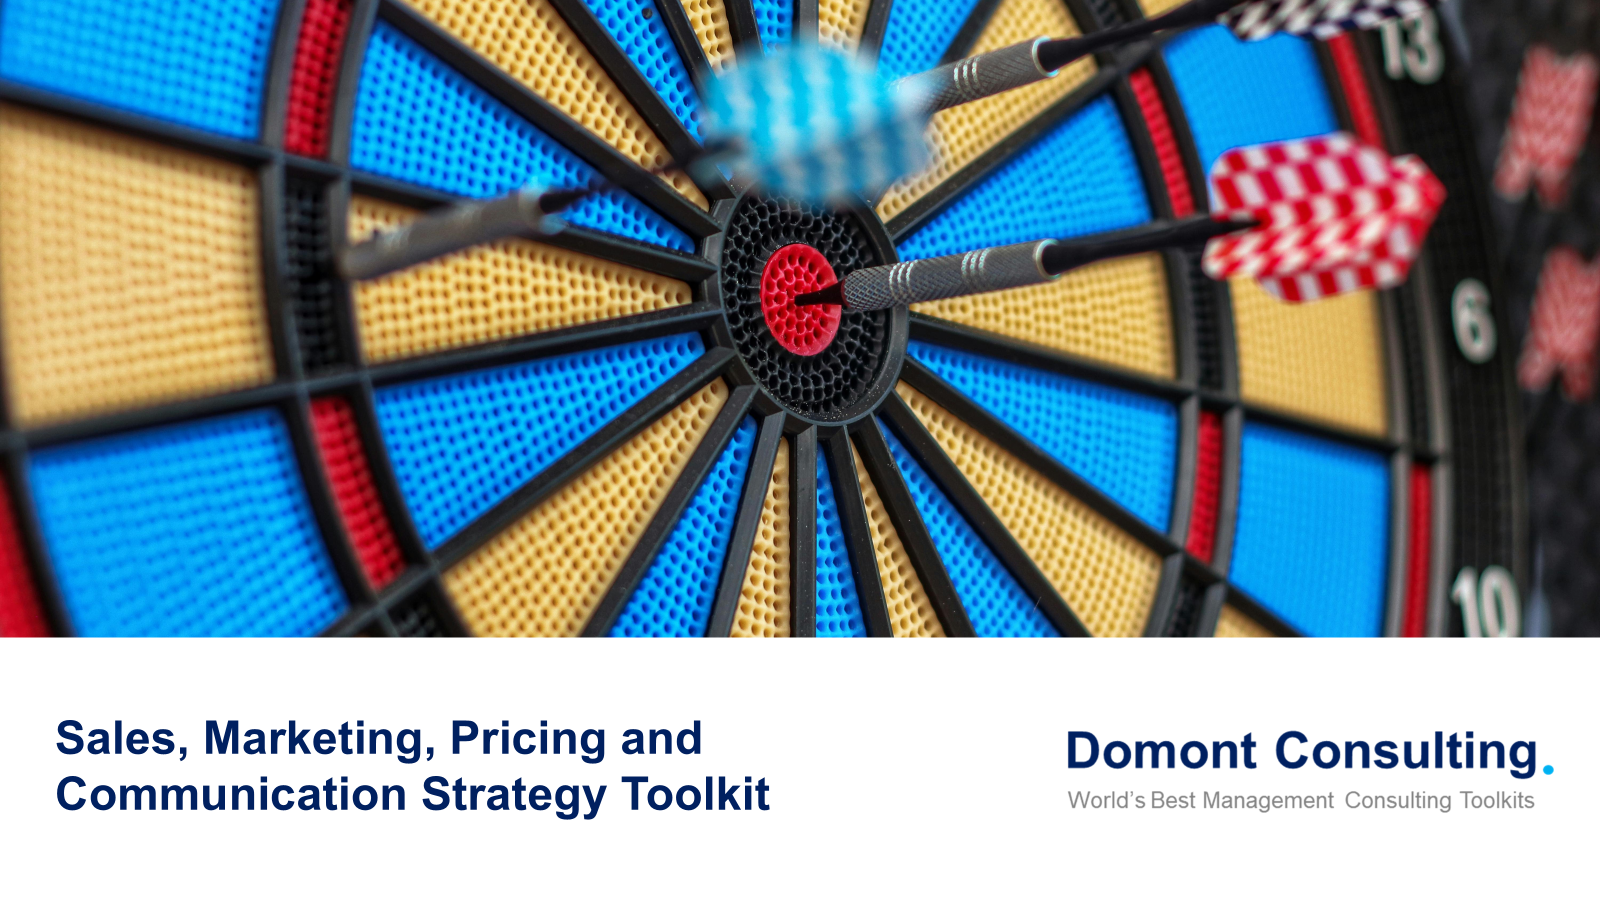 13
6
10
Sales, Marketing, Pricing and
Communication Strategy Toolkit
Domont Consulting.
World's Best Management Consulting Toolkits